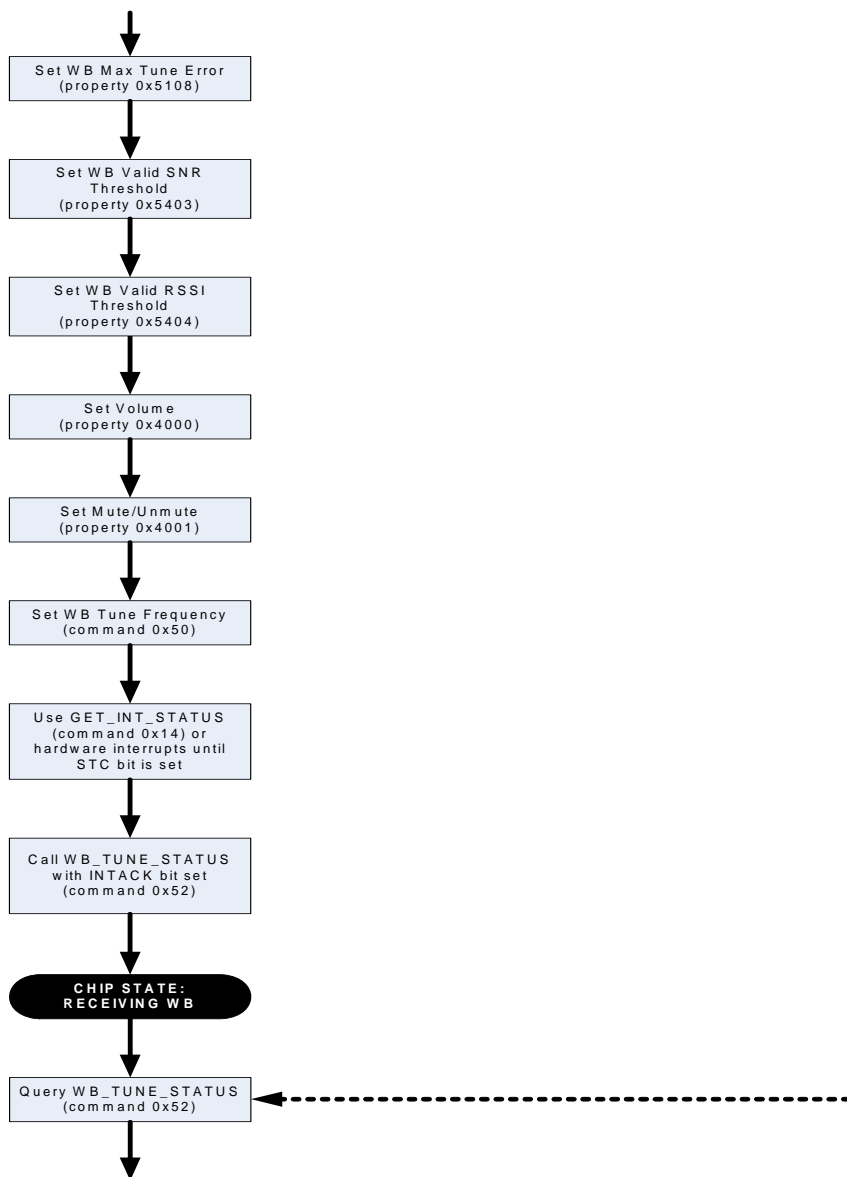 Set WB Max Tune Error
(property 0x5108)
Set WB Valid SNR
Threshold
(property 0x5403)
Set WB Valid RSSI
Threshold
(property 0x5404)
Set Volume
(property 0x4000)
Set Mute/Unmute
(property 0x4001)
Set WB Tune Frequency
(command 0x50)
Use GET_INT_STATUS
(command 0x14) or
hardware interrupts until
STC bit is set
Call WB_TUNE_STATUS
with INTACK bit set
(command 0x52)
CHIP STATE:
RECEIVING WB
Query WB_TUNE_STATUS
(command 0x52)